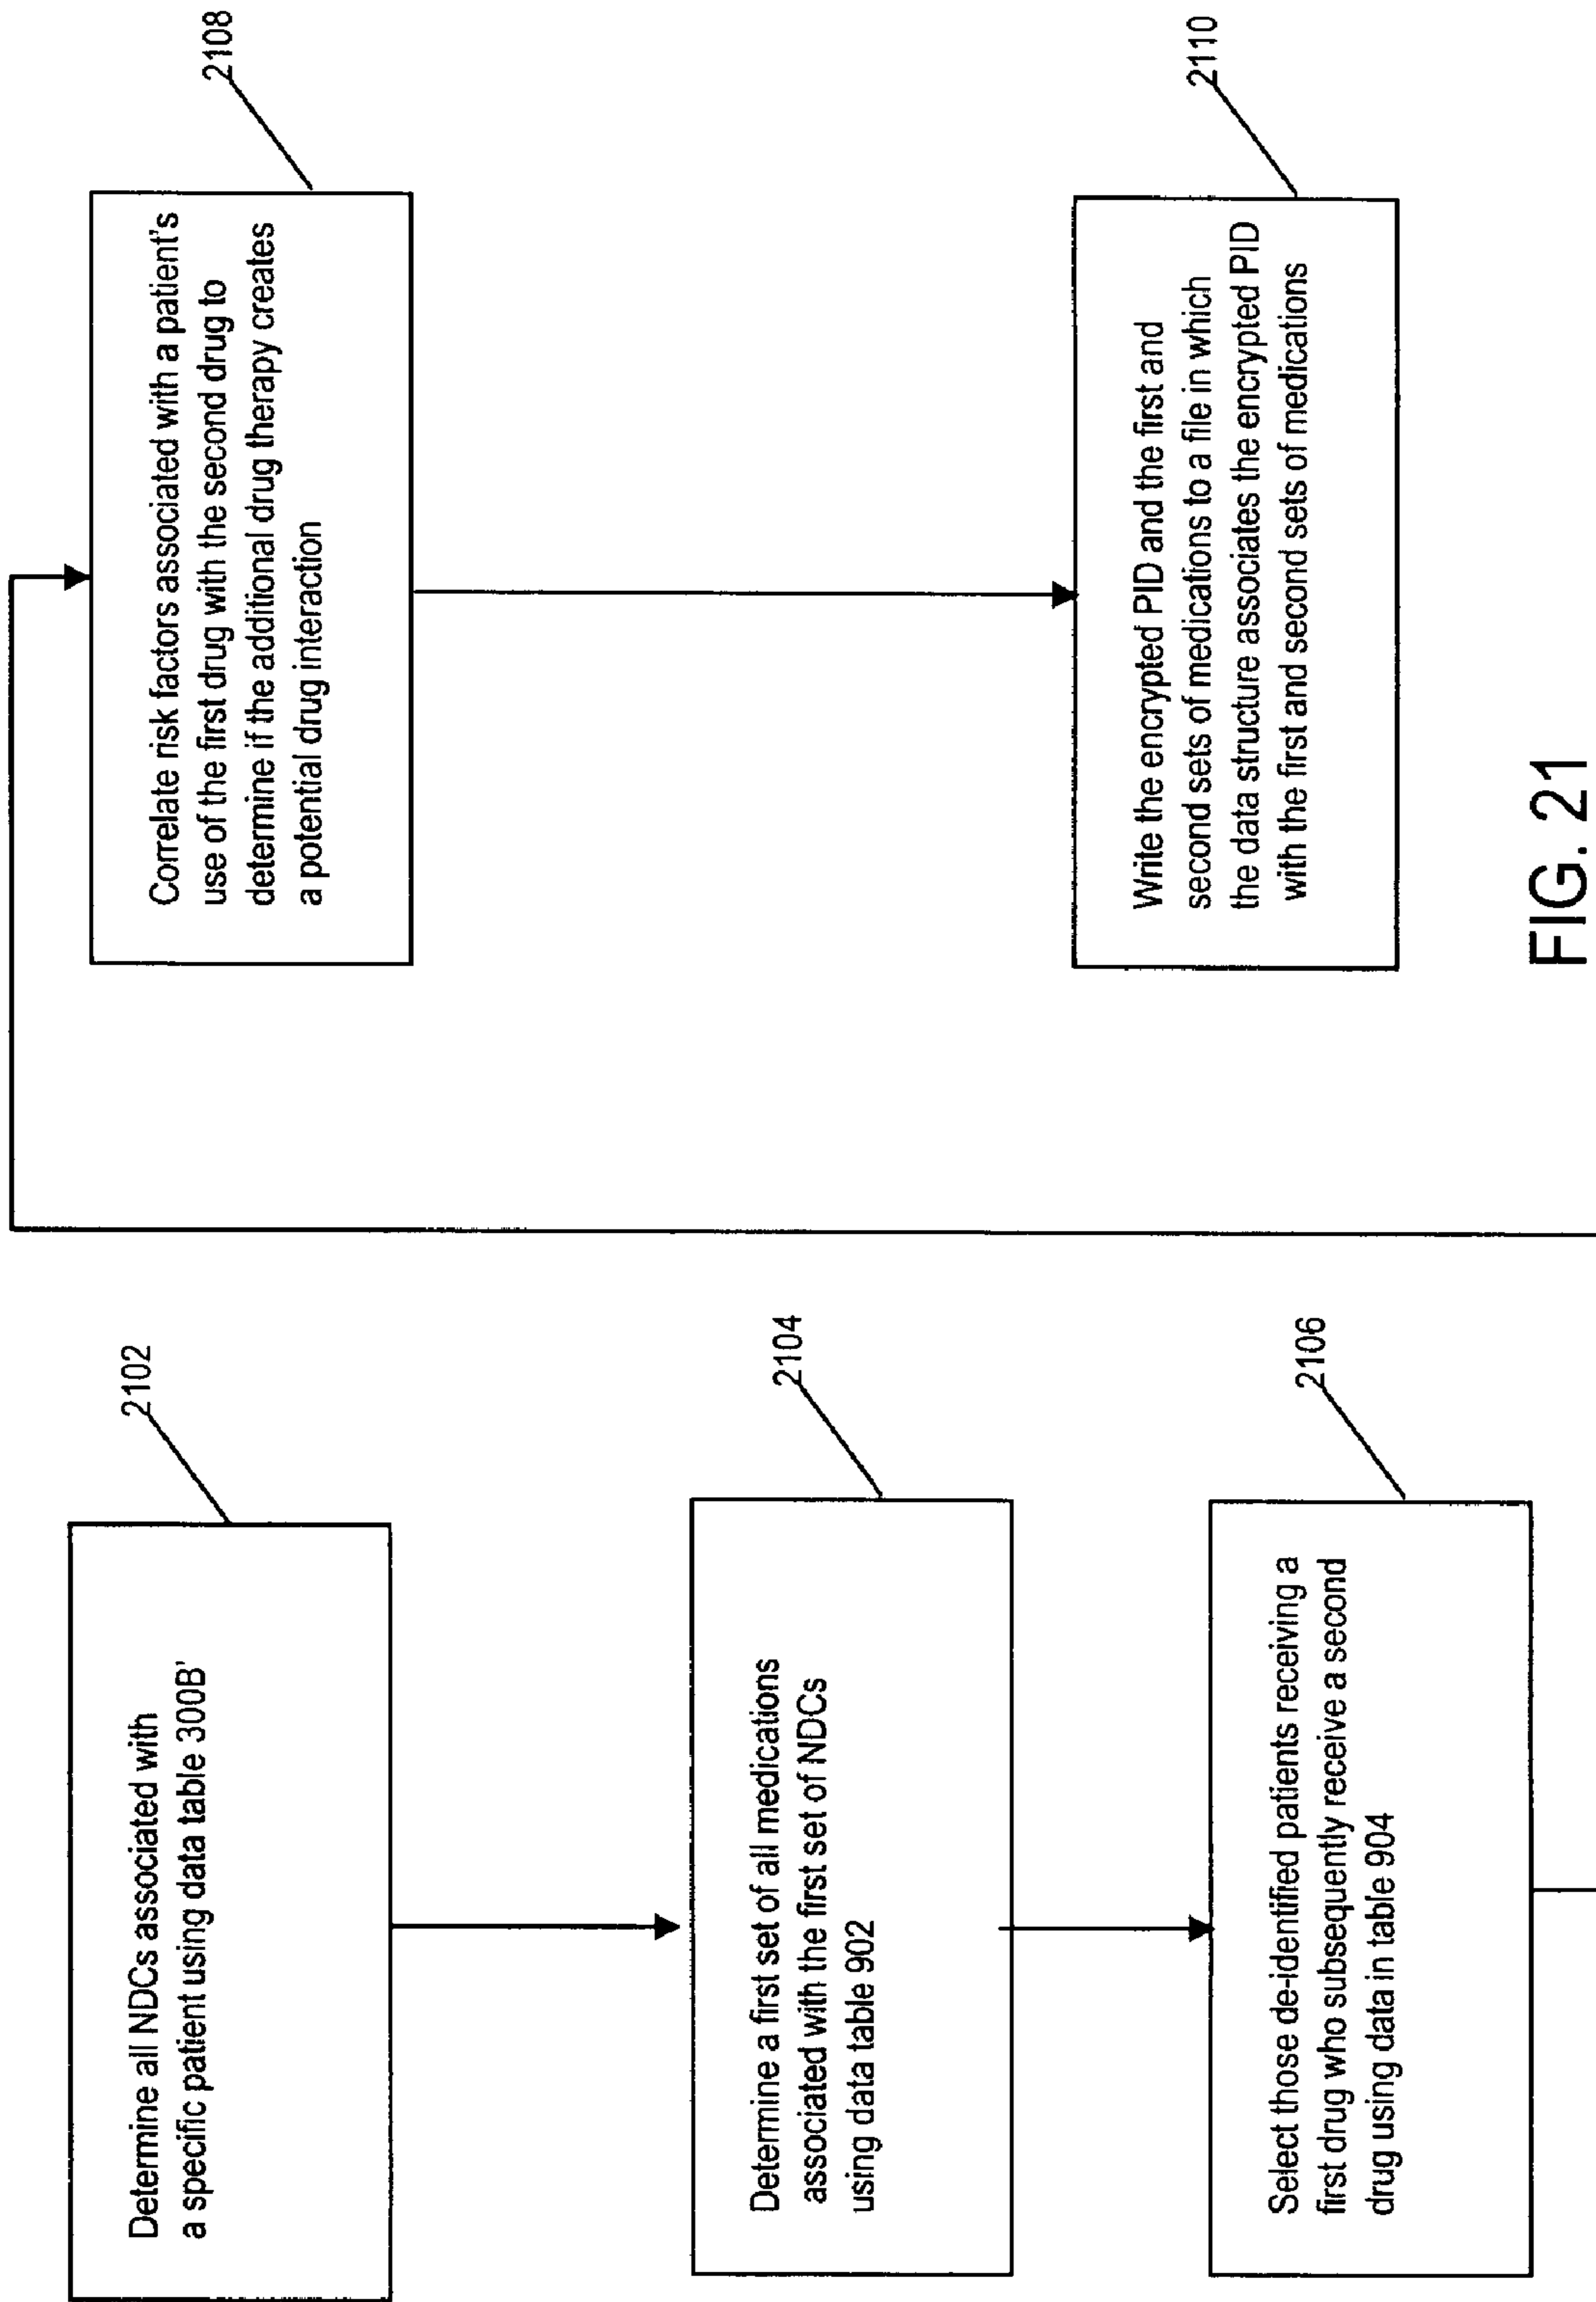 2102
Determine all NDCs associated with
a specific patient using data table 300B'
2104
Determine a first set of all medications
associated with the first set of NDCs
using data table 902
2106
Select those de-identified patients receiving a
first drug who subsequently receive a second
drug using data in table 904
2108
Correlate risk factors associated with a patient's
use of the first drug with the second drug to
determine if the additional drug therapy creates
a potential drug interaction
2110
Write the encrypted PID and the first and
second sets of medications to a file in which
the data structure associates the encrypted PID
with the first and second sets of medications
FIG. 21